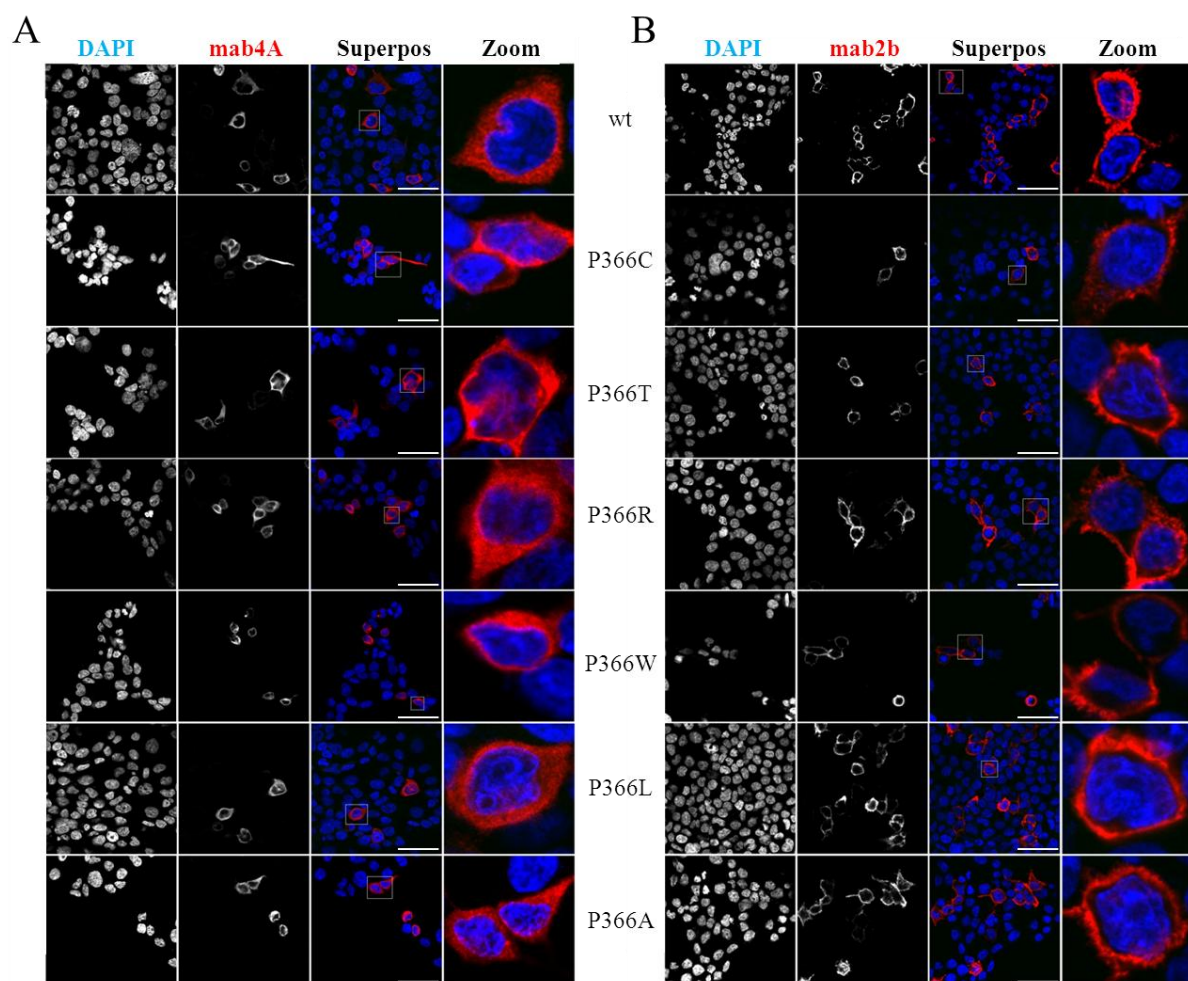 A
B
DAPI mab4A Superpos Zoom
DAPI mab2b Superpos Zoom
wt
P366C
P366T
P366R
P366W
P366L
P366A